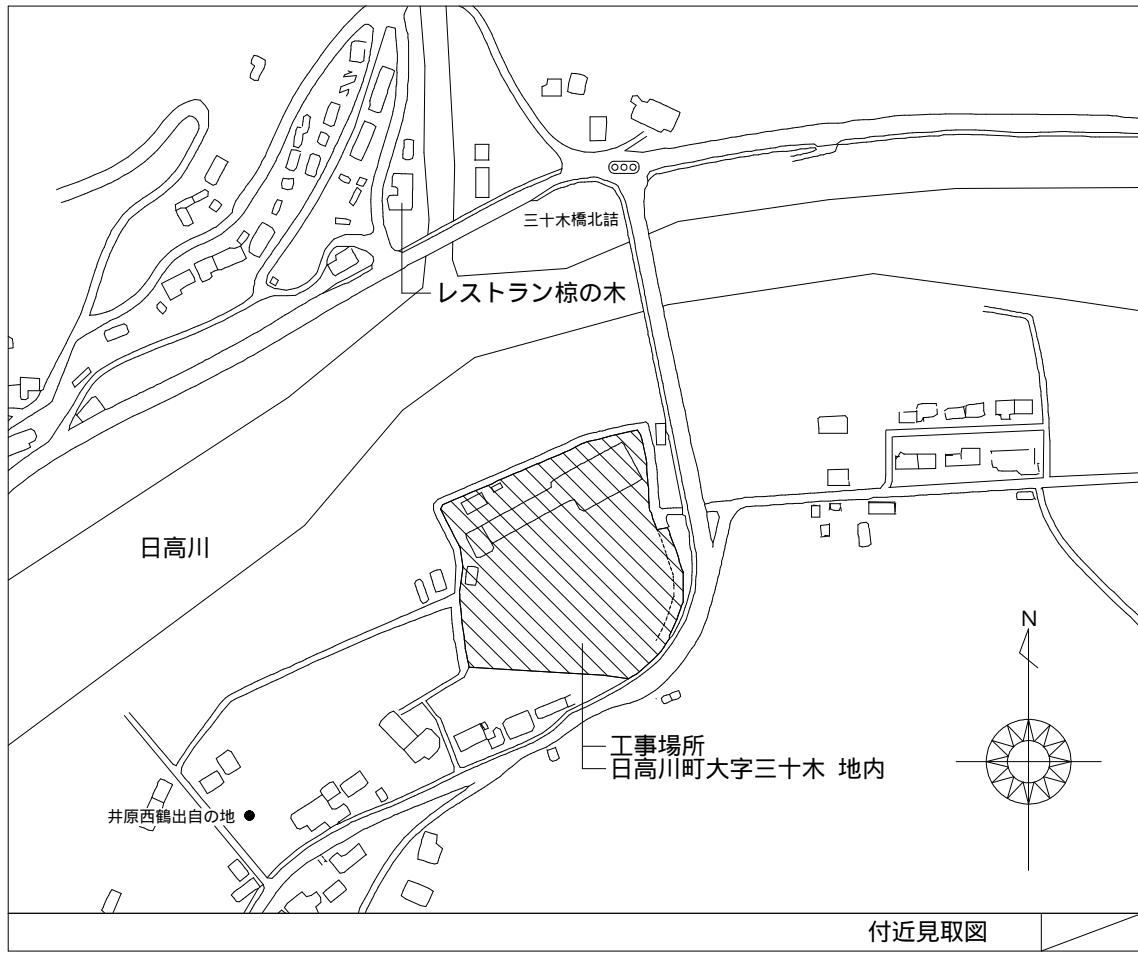 三十木橋北詰
レストラン椋の木
日高川
N
工事場所
日高川町大字三十木 地内
井原西鶴出自の地
付近見取図